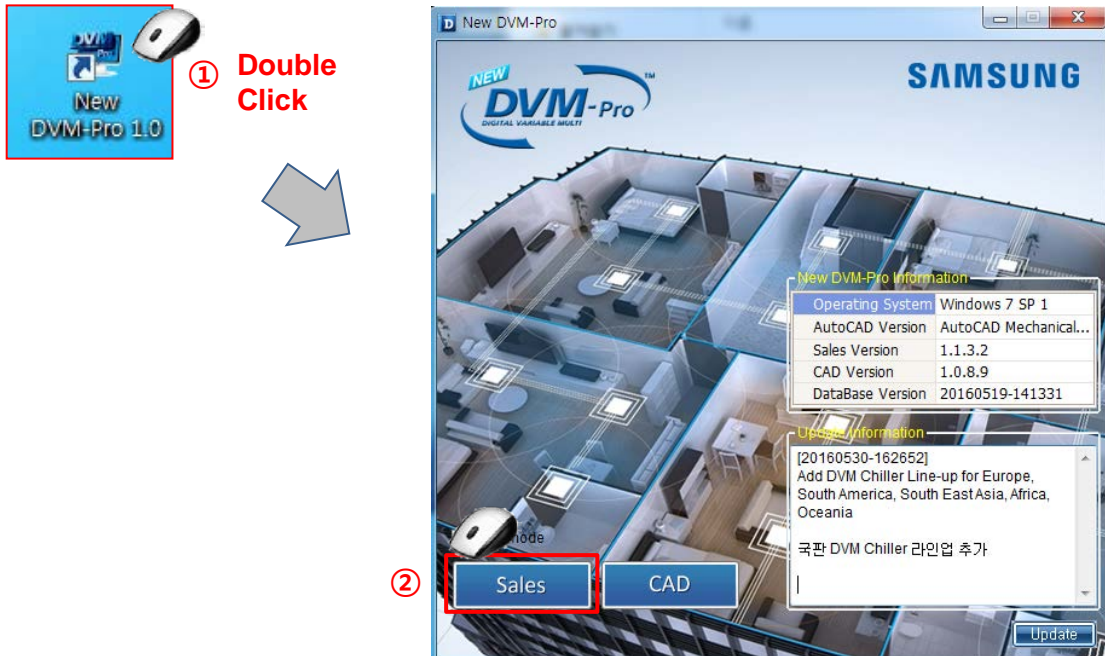 DVM
Pro
New
DVM-Pro 1.0
① Double
Click
New DVM-Pro
NEW
DVM-Pro TM
DIGITAL VARIABLE MULTI
SAMSUNG
New DVM-Pro Information
Operating System Windows 7 SP 1
AutoCAD Version AutoCAD Mechanical...
Sales Version 1.1.3.2
CAD Version 1.0.8.9
DataBase Version 20160519-141331
Update Information
[20160530-162652]
Add DVM Chiller Line-up for Europe,
South America, South East Asia, Africa,
Oceania
국판 DVM Chiller 라인업 추가
②
Sales
CAD
Update